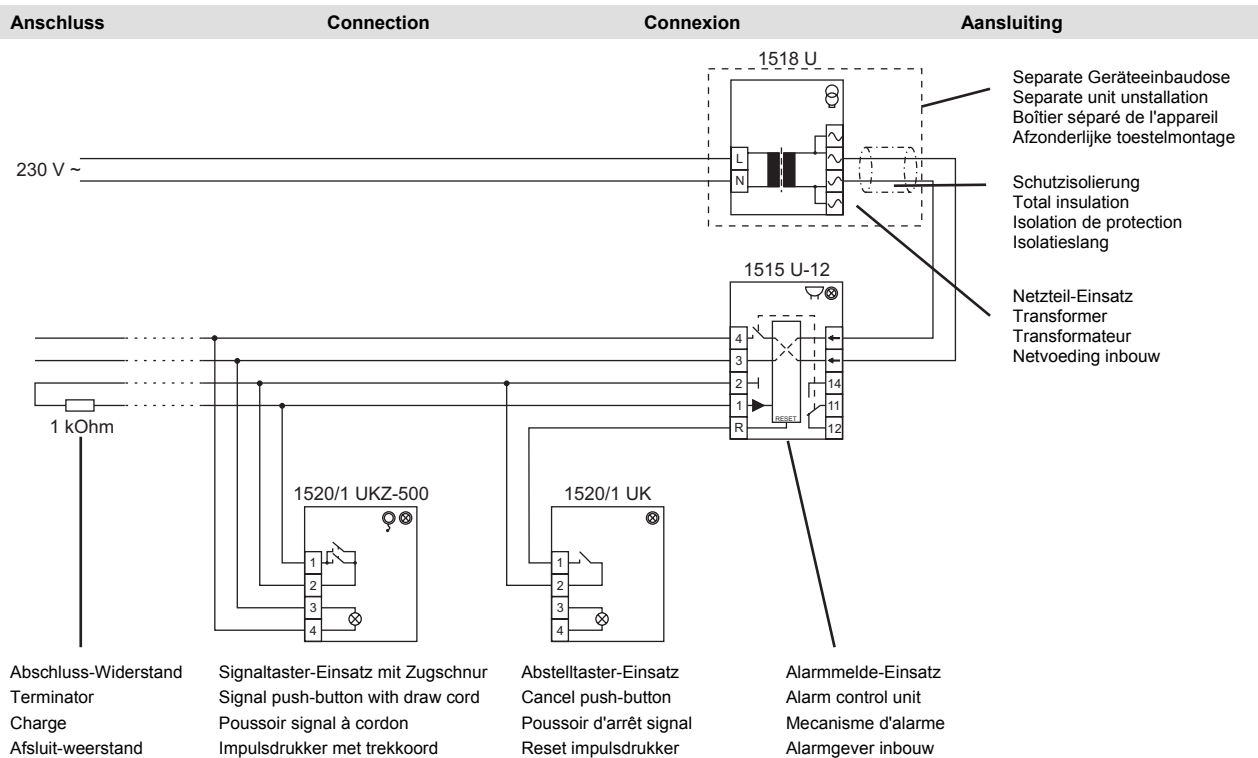 Anschluss Connection Connexion Aansluiting
1518 U
Separate Geräteeinbaudose
Separate unit unstallation
Boîtier séparé de l'appareil
Afzonderlijke toestelmontage
230 V ~
L
N
Schutzisolierung
Total insulation
Isolation de protection
Isolatieslang
1515 U-12
Netzteil-Einsatz
Transformer
Transformateur
Netvoeding inbouw
4
3
2 14
1 11
R RESET 12
1 kOhm
1520/1 UKZ-500 1520/1 UK
1 1
2 2
3 3
4 4
Abschluss-Widerstand Signaltaster-Einsatz mit Zugschnur Abstelltaster-Einsatz Alarmmelde-Einsatz
Terminator Signal push-button with draw cord Cancel push-button Alarm control unit
Charge Poussoir signal à cordon Poussoir d'arrêt signal Mecanisme d'alarme
Afsluit-weerstand Impulsdrukker met trekkoord Reset impulsdrukker Alarmgever inbouw